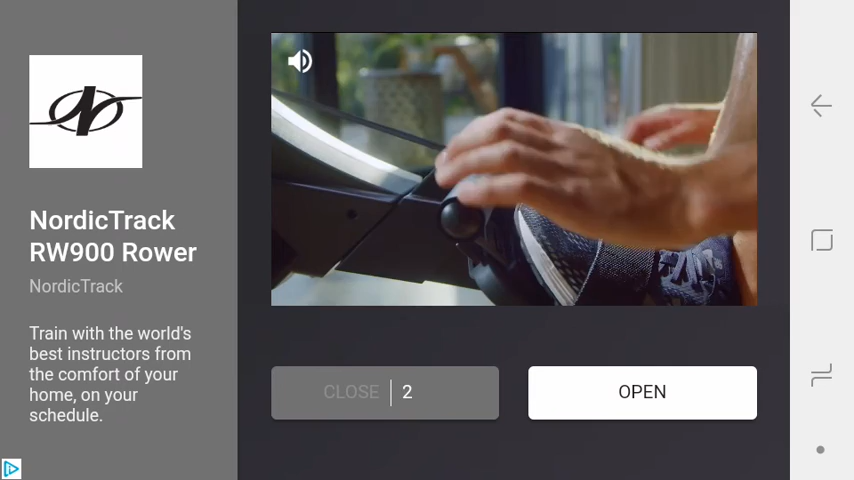 NordicTrack
RW900 Rower
NordicTrack
Train with the world's
best instructors from
the comfort of your
home, on your
schedule.
CLOSE 2
OPEN